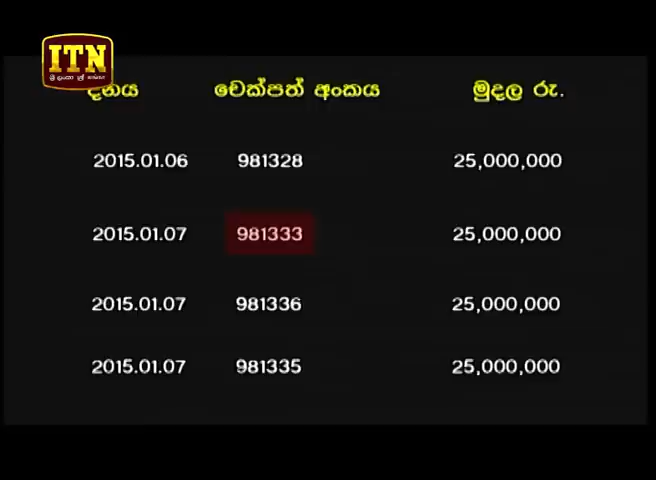 ITN
දිනය චෙක්පත් අංකය මුදල රු.
2015.01.06 981328 25,000,000
2015.01.07 981333 25,000,000
2015.01.07 981336 25,000,000
2015.01.07 981335 25,000,000